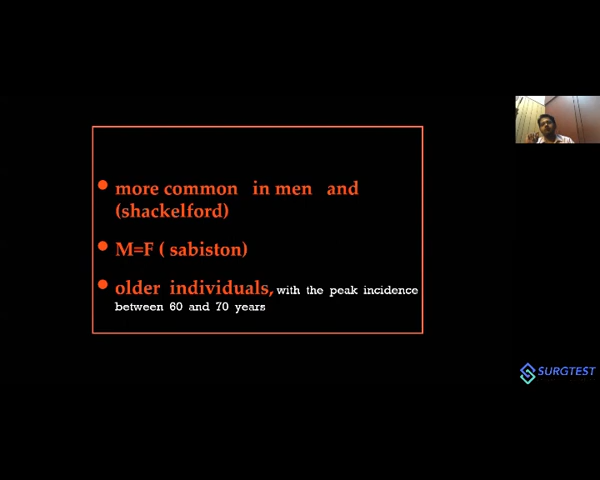 more common in men and
(shackelford)
M=F ( sabiston)
older individuals, with the peak incidence
between 60 and 70 years
SURGTEST